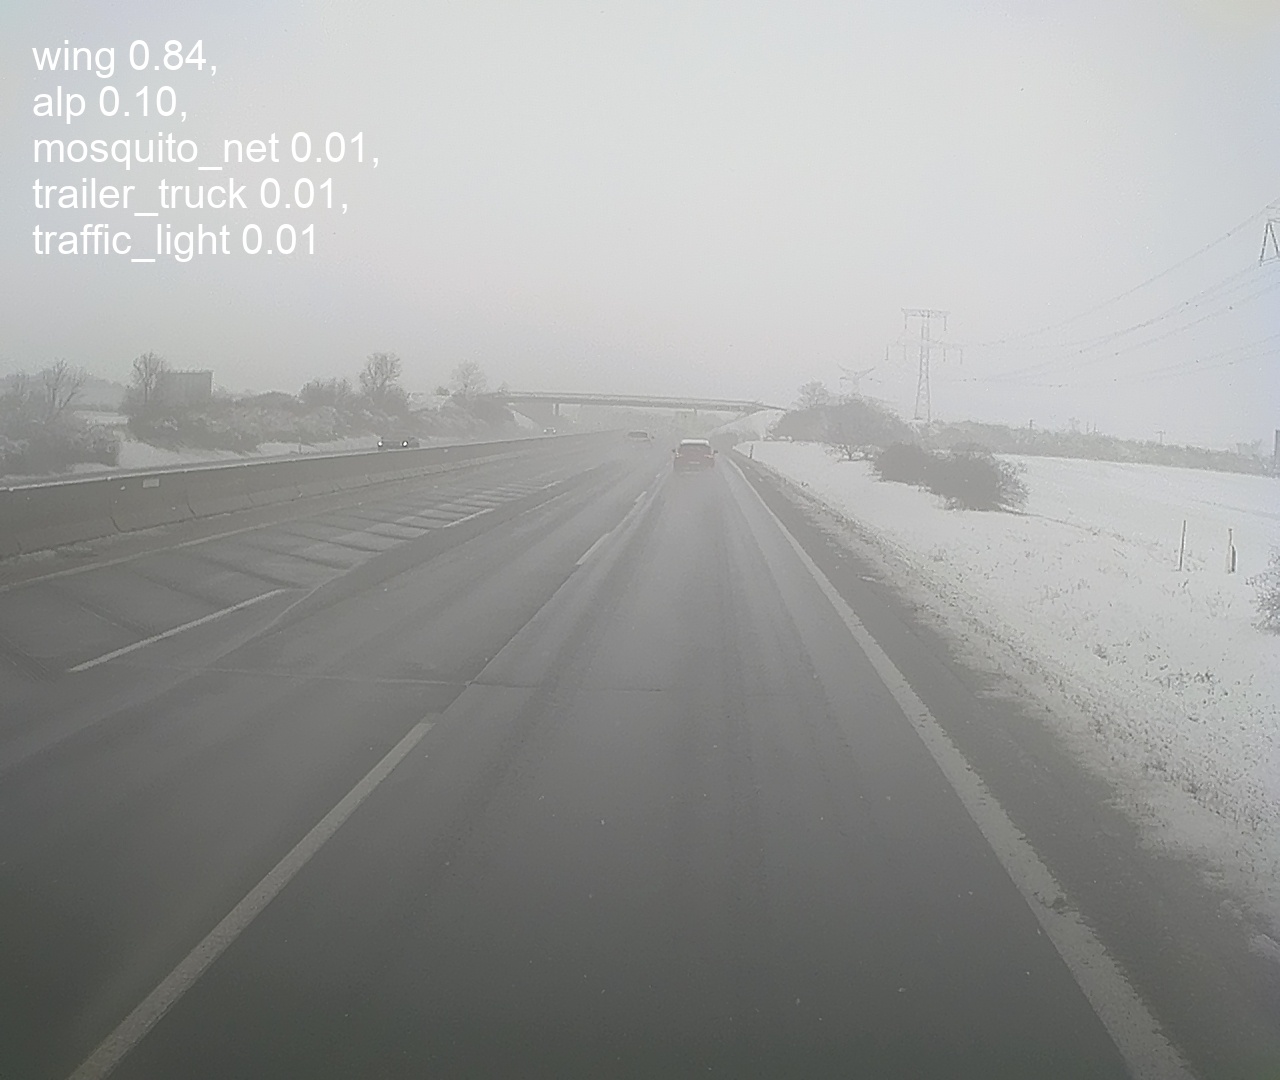 wing 0.84,
alp 0.10,
mosquito_net 0.01,
trailer_truck 0.01,
traffic_light 0.01